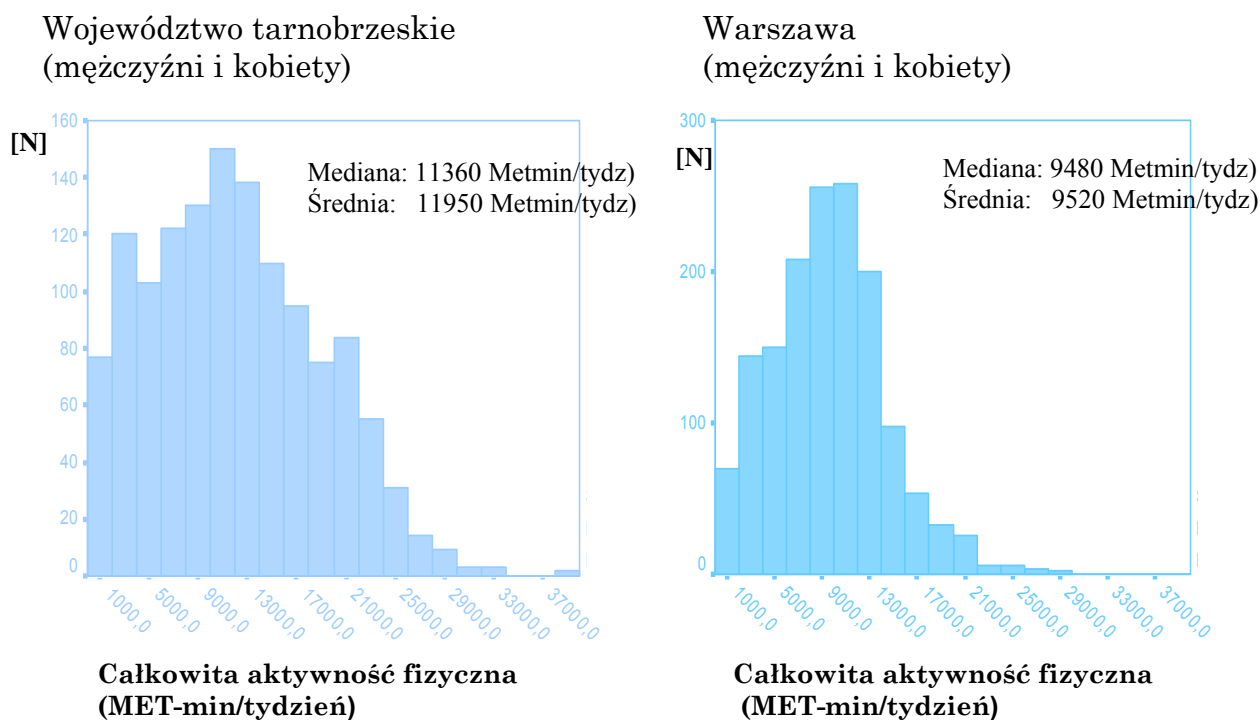 Województwo tarnobrzeskie
(mężczyźni i kobiety)
160
[N]
Mediana: 11360 Metmin/tydz)
Średnia: 11950 Metmin/tydz)
140
120
100
80
60
40
20
0
1000,0
5000,0
9000,0
13000,0
17000,0
21000,0
25000,0
29000,0
33000,0
37000,0
Całkowita aktywność fizyczna
(MET-min/tydzień)
Warszawa
(mężczyźni i kobiety)
300
[N]
Mediana: 9480 Metmin/tydz)
Średnia: 9520 Metmin/tydz)
200
100
0
1000,0
5000,0
9000,0
13000,0
17000,0
21000,0
25000,0
29000,0
33000,0
37000,0
Całkowita aktywność fizyczna
(MET-min/tydzień)